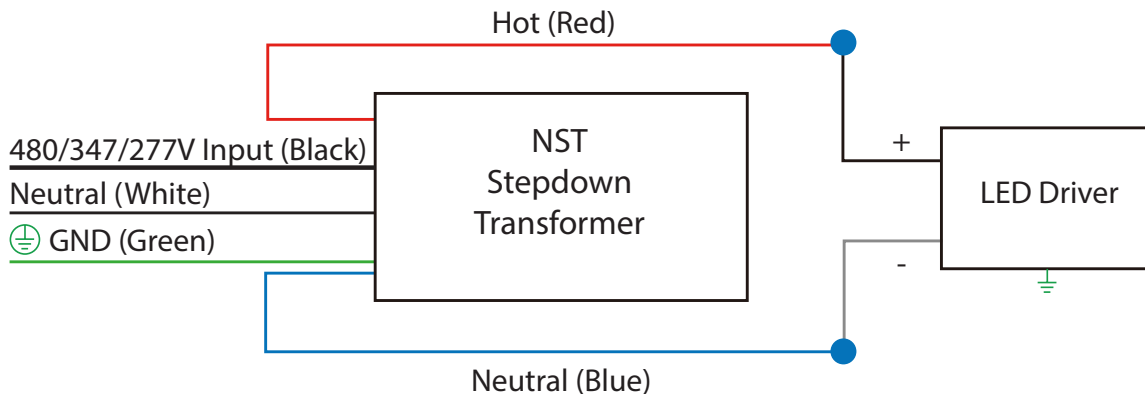 Hot (Red)
480/347/277V Input (Black)
Neutral (White)
GND (Green)
NST
Stepdown
Transformer
+
-
LED Driver
Neutral (Blue)